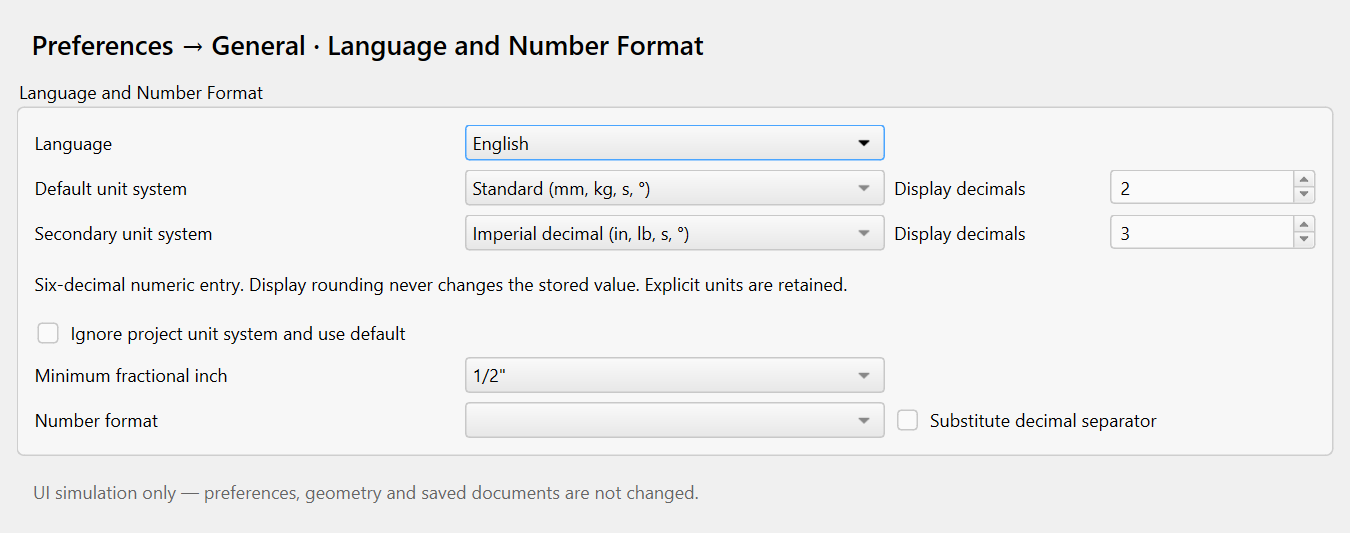 Preferences → General · Language and Number Format
Language and Number Format
Language English
Default unit system Standard (mm, kg, s, °) Display decimals 2
Secondary unit system Imperial decimal (in, lb, s, °) Display decimals 3
Six-decimal numeric entry. Display rounding never changes the stored value. Explicit units are retained.
Ignore project unit system and use default
Minimum fractional inch 1/2"
Number format Substitute decimal separator
UI simulation only — preferences, geometry and saved documents are not changed.